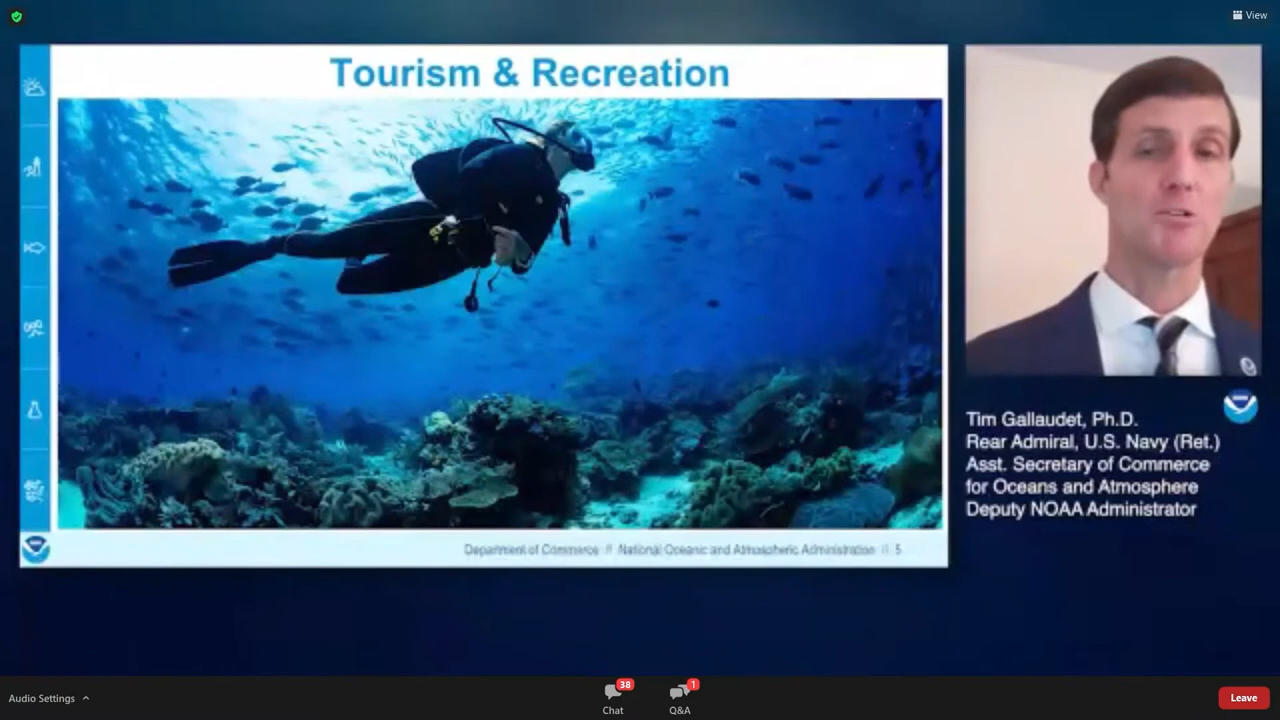 View
Tourism & Recreation
Tim Gallaudet, Ph.D.
Rear Admiral, U.S. Navy (Ret.)
Asst. Secretary of Commerce
for Oceans and Atmosphere
Deputy NOAA Administrator
Department of Commerce // National Oceanic and Atmospheric Administration // 5
Audio Settings
38
Chat
1
Q&A
Leave